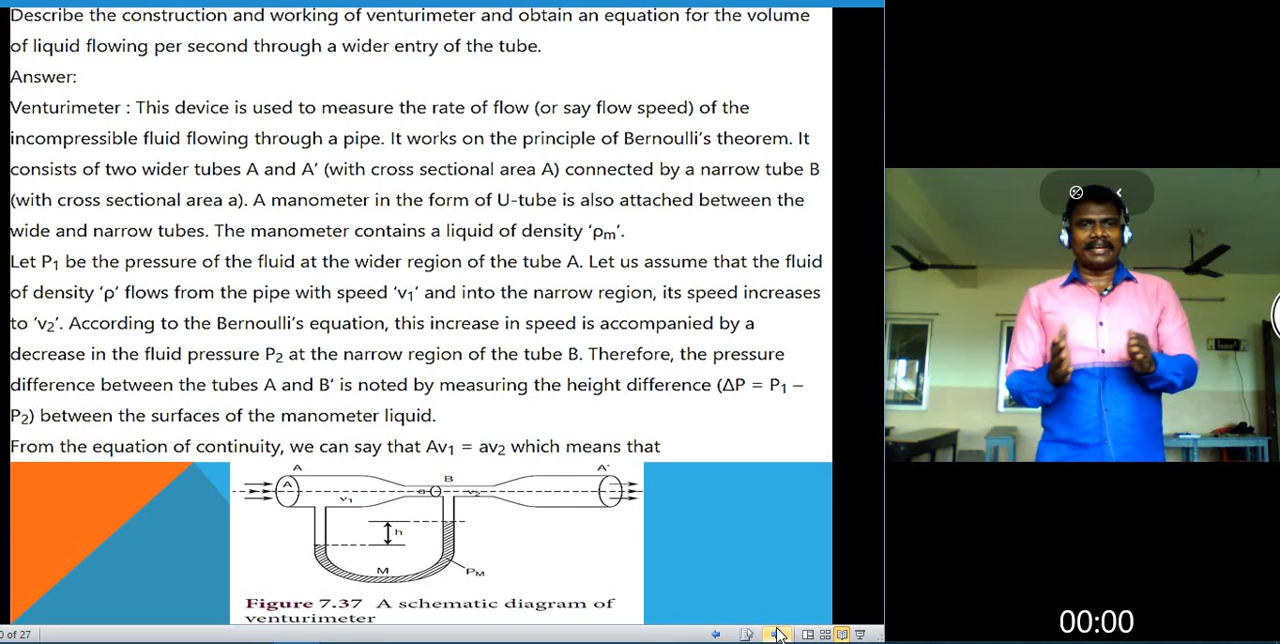 Describe the construction and working of venturimeter and obtain an equation for the volume
of liquid flowing per second through a wider entry of the tube.
Answer:
Venturimeter : This device is used to measure the rate of flow (or say flow speed) of the
incompressible fluid flowing through a pipe. It works on the principle of Bernoulli's theorem. It
consists of two wider tubes A and A′ (with cross sectional area A) connected by a narrow tube B
(with cross sectional area a). A manometer in the form of U-tube is also attached between the
wide and narrow tubes. The manometer contains a liquid of density 'ρm'.
Let P1 be the pressure of the fluid at the wider region of the tube A. Let us assume that the fluid
of density 'ρ' flows from the pipe with speed 'v1' and into the narrow region, its speed increases
to 'v2'. According to the Bernoulli's equation, this increase in speed is accompanied by a
decrease in the fluid pressure P2 at the narrow region of the tube B. Therefore, the pressure
difference between the tubes A and B′ is noted by measuring the height difference (ΔP = P1 –
P2) between the surfaces of the manometer liquid.
From the equation of continuity, we can say that Av1 = av2 which means that
A B A′
A v1 a v2
h
M PM
Figure 7.37 A schematic diagram of
venturimeter
0 of 27
00:00